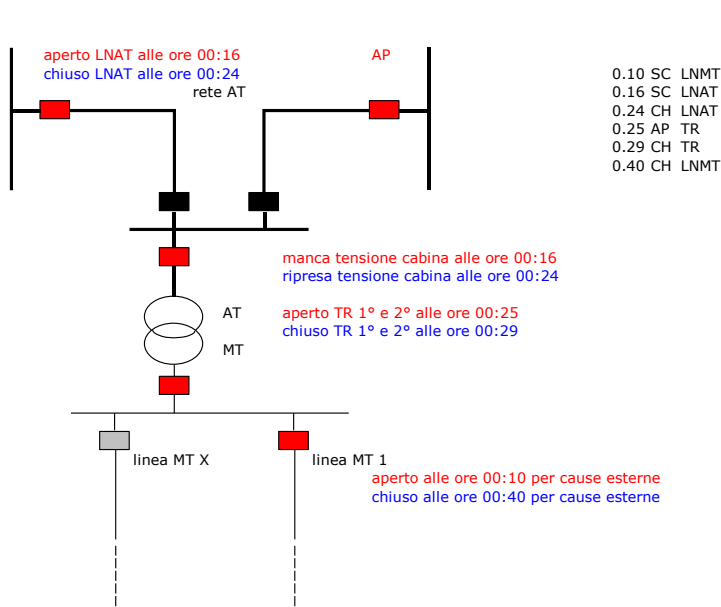 aperto LNAT alle ore 00:16
chiuso LNAT alle ore 00:24
rete AT
AP
0.10 SC LNMT
0.16 SC LNAT
0.24 CH LNAT
0.25 AP TR
0.29 CH TR
0.40 CH LNMT
manca tensione cabina alle ore 00:16
ripresa tensione cabina alle ore 00:24
AT
aperto TR 1° e 2° alle ore 00:25
chiuso TR 1° e 2° alle ore 00:29
MT
linea MT X
linea MT 1
aperto alle ore 00:10 per cause esterne
chiuso alle ore 00:40 per cause esterne